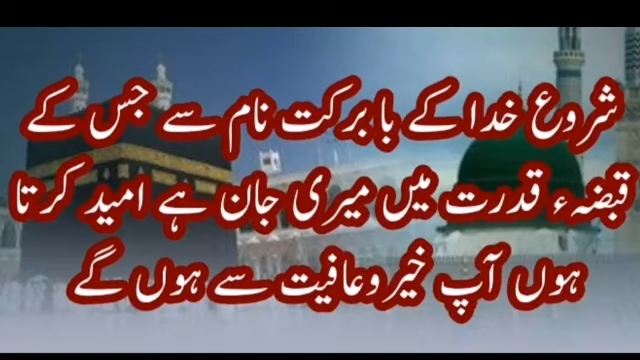 شروع خدا کے بابرکت نام سے جس کے
قبضہء قدرت میں میری جان ہے امید کرتا
ہوں آپ خیر و عافیت سے ہوں گے